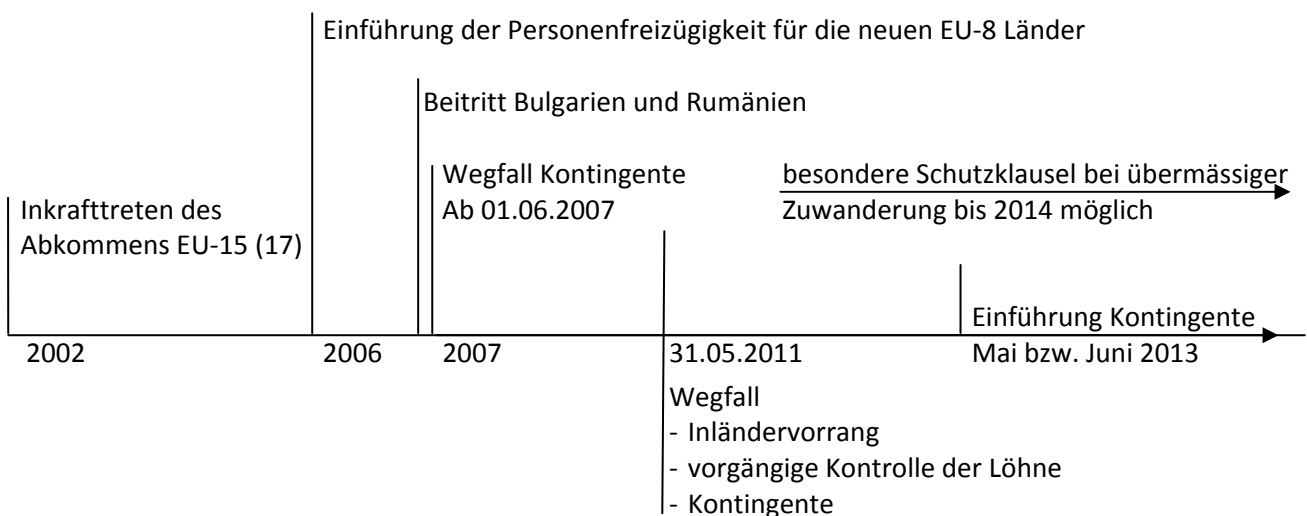 Einführung der Personenfreizügigkeit für die neuen EU-8 Länder
Beitritt Bulgarien und Rumänien
Wegfall Kontingente
Ab 01.06.2007
besondere Schutzklausel bei übermässiger
Zuwanderung bis 2014 möglich
Inkrafttreten des
Abkommens EU-15 (17)
Einführung Kontingente
Mai bzw. Juni 2013
2002
2006
2007
31.05.2011
Wegfall
- Inländervorrang
- vorgängige Kontrolle der Löhne
- Kontingente